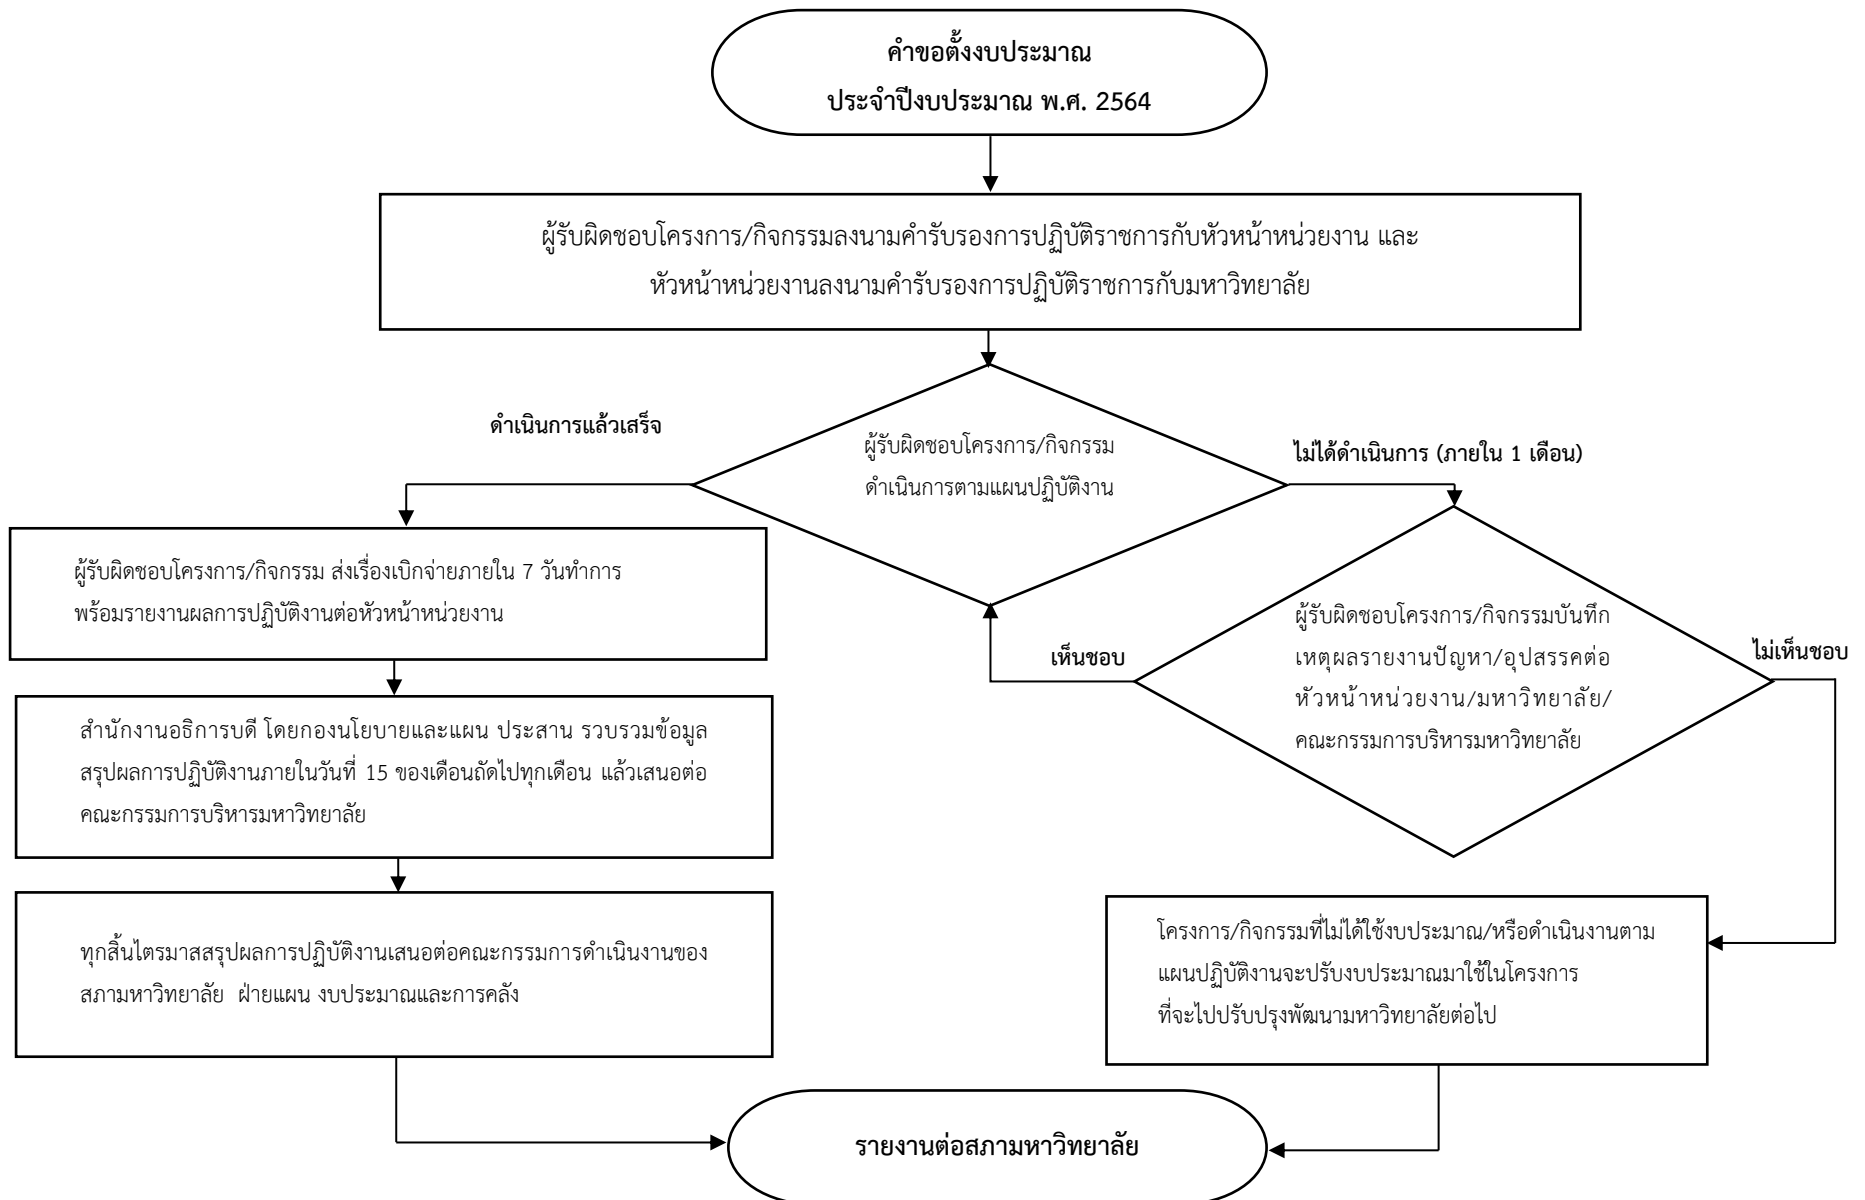 คำขอตั้งงบประมาณ
ประจำปีงบประมาณ พ.ศ. 2564
ผู้รับผิดชอบโครงการ/กิจกรรมลงนามคำรับรองการปฏิบัติราชการกับหัวหน้าหน่วยงาน และ
หัวหน้าหน่วยงานลงนามคำรับรองการปฏิบัติราชการกับมหาวิทยาลัย
ดำเนินการแล้วเสร็จ
ผู้รับผิดชอบโครงการ/กิจกรรม
ดำเนินการตามแผนปฏิบัติงาน
ไม่ได้ดำเนินการ (ภายใน 1 เดือน)
ผู้รับผิดชอบโครงการ/กิจกรรม ส่งเรื่องเบิกจ่ายภายใน 7 วันทำการ
พร้อมรายงานผลการปฏิบัติงานต่อหัวหน้าหน่วยงาน
เห็นชอบ
ผู้รับผิดชอบโครงการ/กิจกรรมบันทึก
เหตุผลรายงานปัญหา/อุปสรรคต่อ
หัวหน้าหน่วยงาน/มหาวิทยาลัย/
คณะกรรมการบริหารมหาวิทยาลัย
ไม่เห็นชอบ
สำนักงานอธิการบดี โดยกองนโยบายและแผน ประสาน รวบรวมข้อมูล
สรุปผลการปฏิบัติงานภายในวันที่ 15 ของเดือนถัดไปทุกเดือน แล้วเสนอต่อ
คณะกรรมการบริหารมหาวิทยาลัย
ทุกสิ้นไตรมาสสรุปผลการปฏิบัติงานเสนอต่อคณะกรรมการดำเนินงานของ
สภามหาวิทยาลัย ฝ่ายแผน งบประมาณและการคลัง
โครงการ/กิจกรรมที่ไม่ได้ใช้งบประมาณ/หรือดำเนินงานตาม
แผนปฏิบัติงานจะปรับงบประมาณมาใช้ในโครงการ
ที่จะไปปรับปรุงพัฒนามหาวิทยาลัยต่อไป
รายงานต่อสภามหาวิทยาลัย